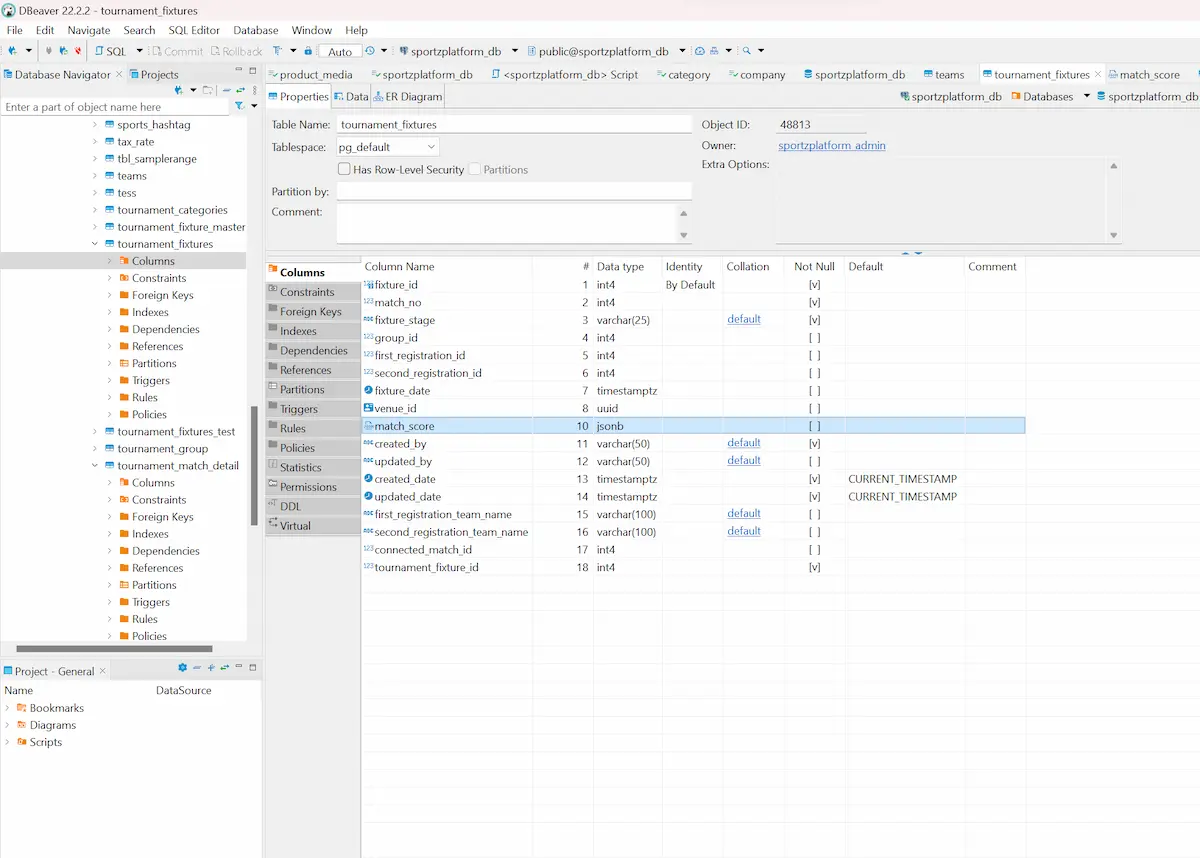 DBeaver 22.2.2 - tournament_fixtures
File Edit Navigate Search SQL Editor Database Window Help
SQL Commit Rollback Auto sportzplatform_db public@sportzplatform_db
Database Navigator Projects
product_media sportzplatform_db <sportzplatform_db> Script category company sportzplatform_db teams tournament_fixtures match_score
Enter a part of object name here
Properties Data ER Diagram sportzplatform_db Databases sportzplatform_db
sports_hashtag
tax_rate
tbl_samplerange
teams
tess
tournament_categories
tournament_fixture_master
tournament_fixtures
Columns
Constraints
Foreign Keys
Indexes
Dependencies
References
Partitions
Triggers
Rules
Policies
tournament_fixtures_test
tournament_group
tournament_match_detail
Columns
Constraints
Foreign Keys
Indexes
Dependencies
References
Partitions
Triggers
Rules
Policies
Project - General
Name DataSource
Bookmarks
Diagrams
Scripts
Table Name: tournament_fixtures Object ID: 48813
Tablespace: pg_default Owner: sportzplatform_admin
Has Row-Level Security Partitions Extra Options:
Partition by:
Comment:
Columns
Constraints
Foreign Keys
Indexes
Dependencies
References
Partitions
Triggers
Rules
Policies
Statistics
Permissions
DDL
Virtual
Column Name # Data type Identity Collation Not Null Default Comment
fixture_id 1 int4 By Default [v]
match_no 2 int4 [v]
fixture_stage 3 varchar(25) default [v]
group_id 4 int4 [ ]
first_registration_id 5 int4 [ ]
second_registration_id 6 int4 [ ]
fixture_date 7 timestamptz [ ]
venue_id 8 uuid [ ]
match_score 10 jsonb [ ]
created_by 11 varchar(50) default [v]
updated_by 12 varchar(50) default [ ]
created_date 13 timestamptz [v] CURRENT_TIMESTAMP
updated_date 14 timestamptz [v] CURRENT_TIMESTAMP
first_registration_team_name 15 varchar(100) default [ ]
second_registration_team_name 16 varchar(100) default [ ]
connected_match_id 17 int4 [ ]
tournament_fixture_id 18 int4 [v]